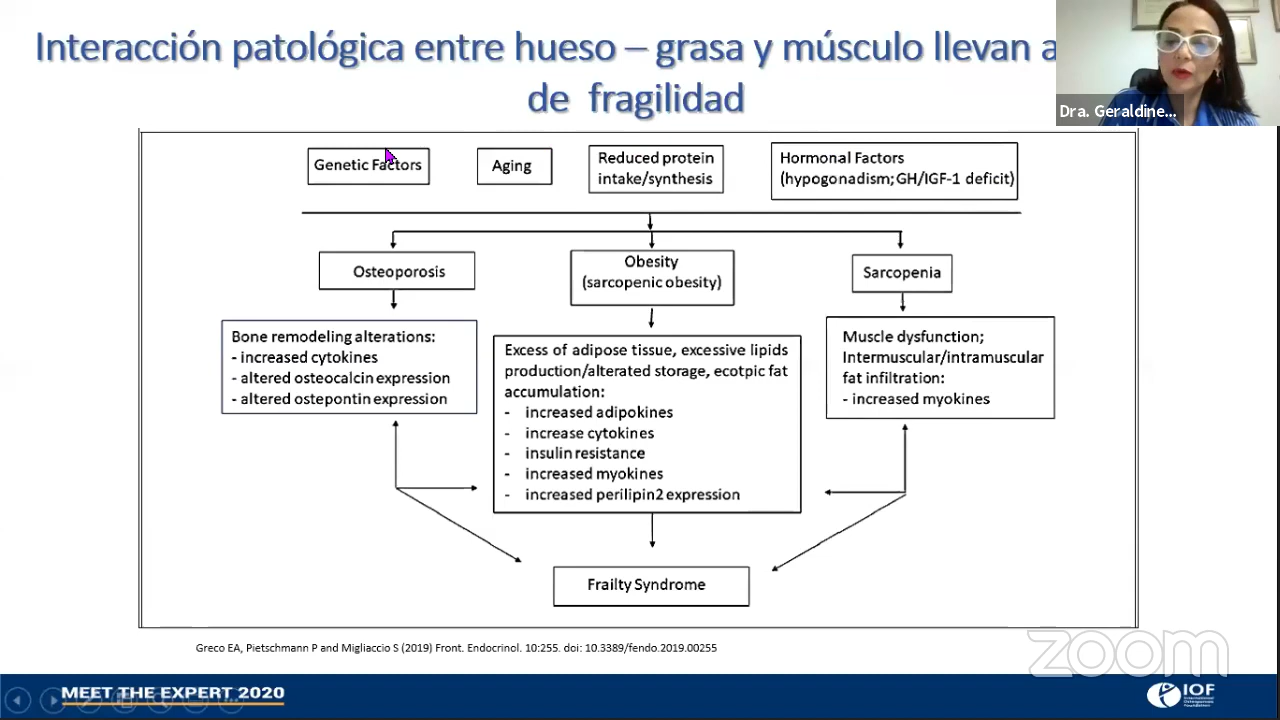 Interacción patológica entre hueso – grasa y músculo llevan a
de fragilidad
Dra. Geraldine...
Genetic Factors
Aging
Reduced protein
intake/synthesis
Hormonal Factors
(hypogonadism; GH/IGF-1 deficit)
Osteoporosis
Obesity
(sarcopenic obesity)
Sarcopenia
Bone remodeling alterations:
- increased cytokines
- altered osteocalcin expression
- altered ostepontin expression
Excess of adipose tissue, excessive lipids
production/alterated storage, ecotpic fat
accumulation:
- increased adipokines
- increase cytokines
- insulin resistance
- increased myokines
- increased perilipin2 expression
Muscle dysfunction;
Intermuscular/intramuscular
fat infiltration:
- increased myokines
Frailty Syndrome
Greco EA, Pietschmann P and Migliaccio S (2019) Front. Endocrinol. 10:255. doi: 10.3389/fendo.2019.00255
zoom
MEET THE EXPERT 2020
IOF
International
Osteoporosis
Foundation